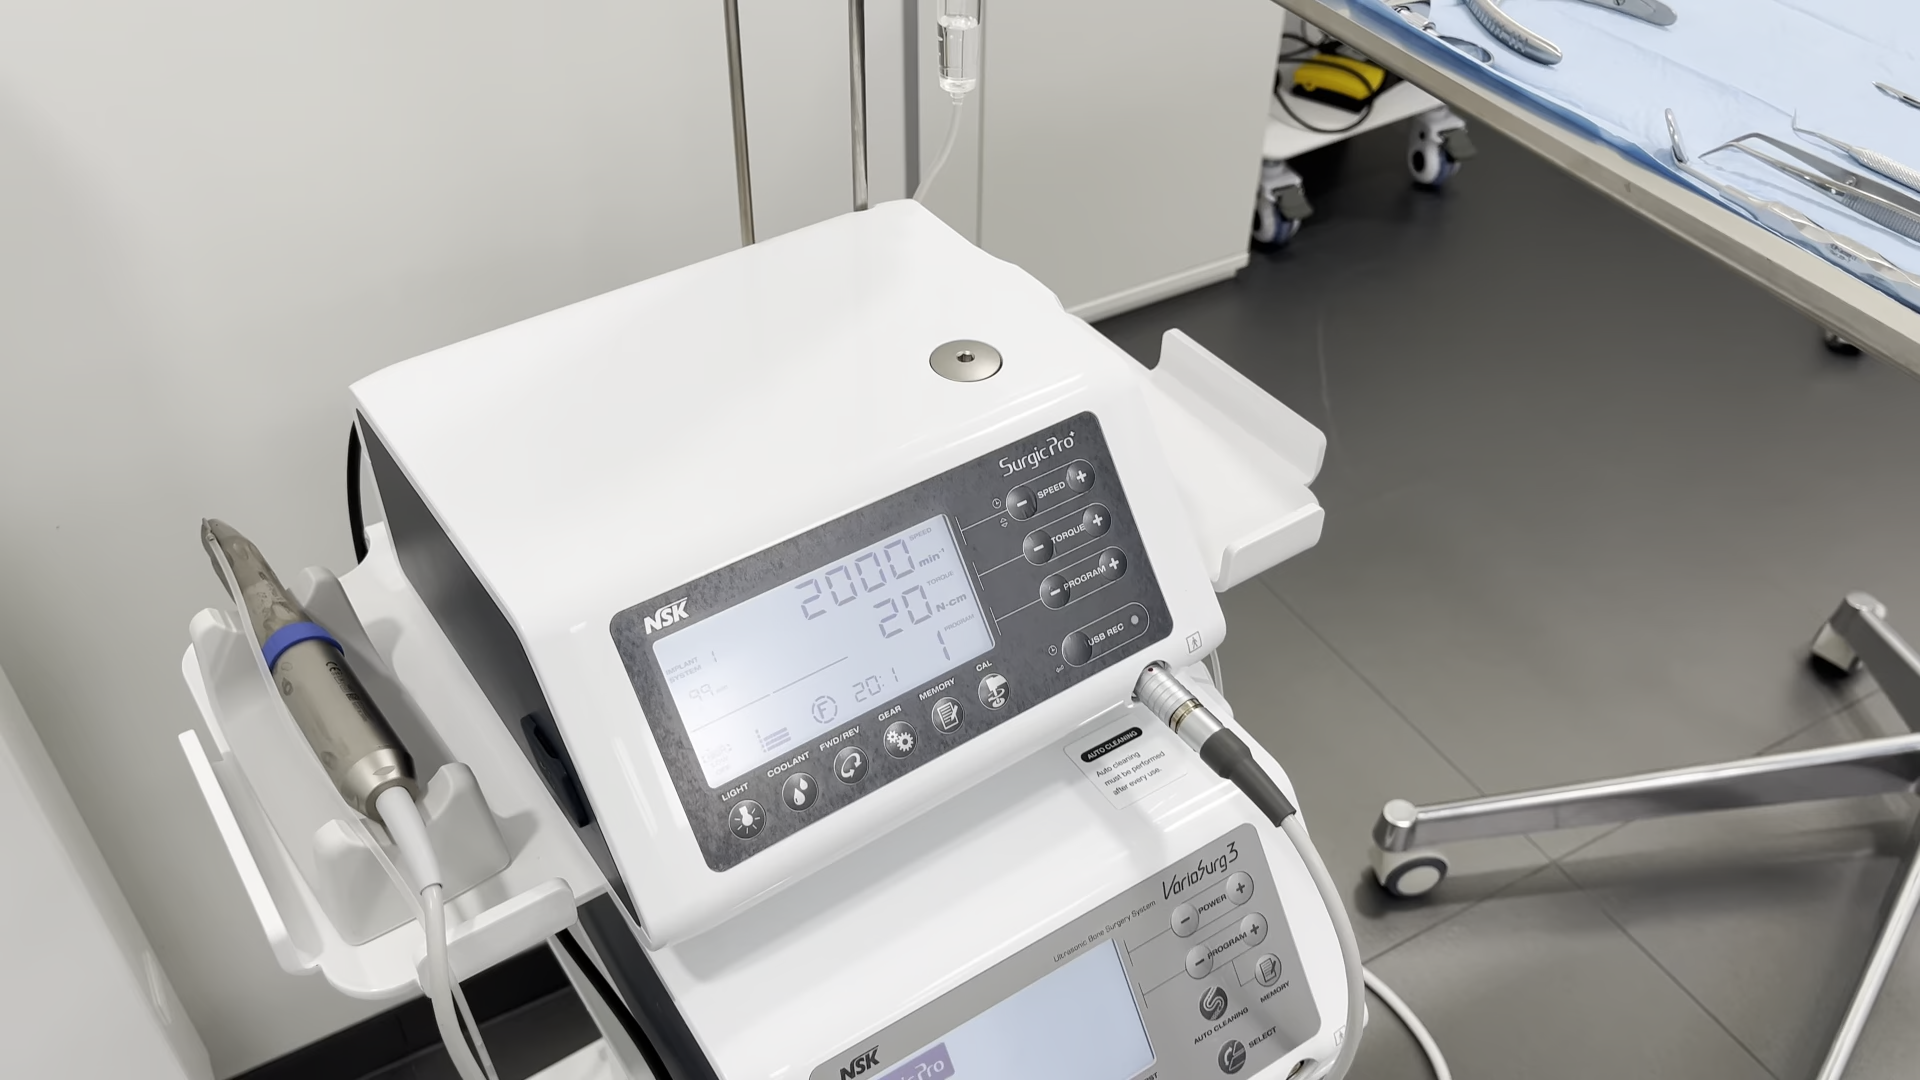 SurgicPro+
SPEED
TORQUE
PROGRAM
USB REC
NSK
2000 min-1
SPEED
20 N·cm
TORQUE
1
PROGRAM
IMPLANT
SYSTEM 1
99
F
20:1
LIGHT
COOLANT
FWD/REV
GEAR
MEMORY
CAL
AUTO CLEANING
Auto cleaning
must be performed
after every use.
VarioSurg3
Ultrasonic Bone Surgery System
POWER
PROGRAM
MEMORY
AUTO CLEANING
SELECT
NSK